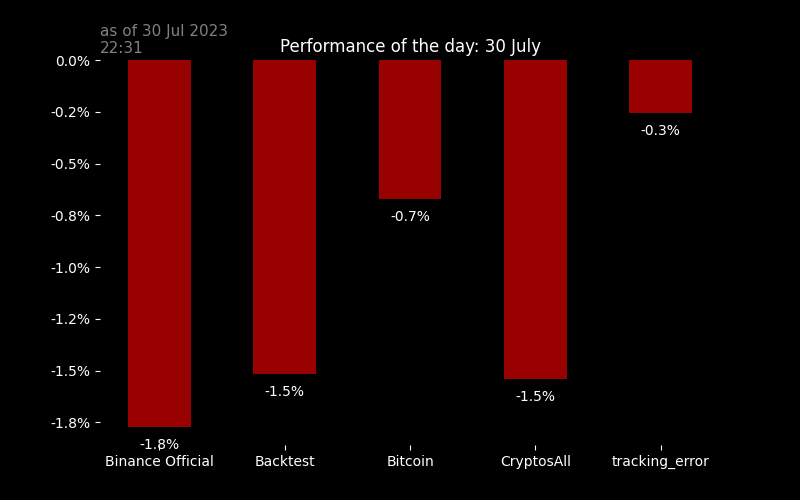 as of 30 Jul 2023
22:31
Performance of the day: 30 July
0.0%
-0.2%
-0.5%
-0.8%
-1.0%
-1.2%
-1.5%
-1.8%
-1.8%
-1.5%
-0.7%
-1.5%
-0.3%
Binance Official
Backtest
Bitcoin
CryptosAll
tracking_error